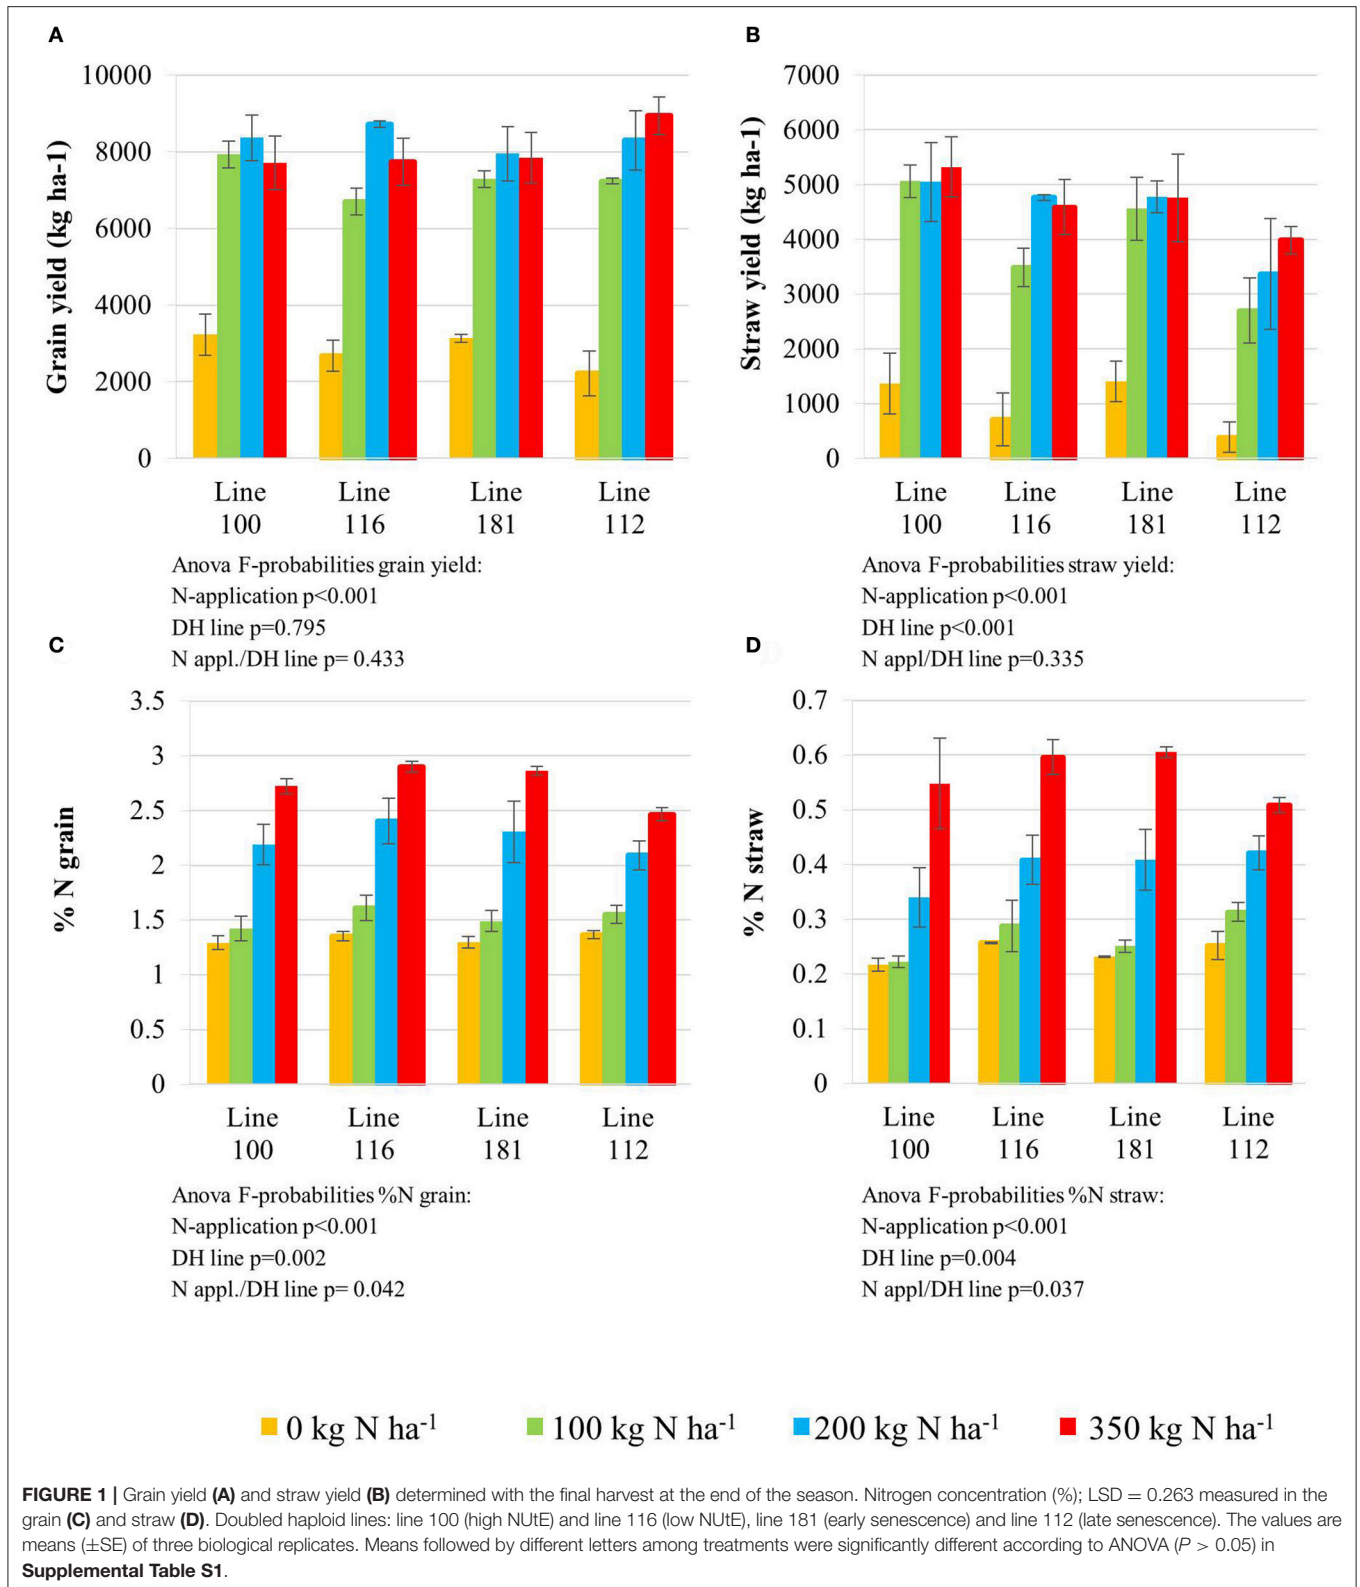 A
Grain yield (kg ha-1)
10000
8000
6000
4000
2000
0
Line 100
Line 116
Line 181
Line 112
Anova F-probabilities grain yield:
N-application p<0.001
DH line p=0.795
N appl./DH line p= 0.433
B
Straw yield (kg ha-1)
7000
6000
5000
4000
3000
2000
1000
0
Line 100
Line 116
Line 181
Line 112
Anova F-probabilities straw yield:
N-application p<0.001
DH line p<0.001
N appl/DH line p=0.335
C
% N grain
3.5
3
2.5
2
1.5
1
0.5
0
Line 100
Line 116
Line 181
Line 112
Anova F-probabilities %N grain:
N-application p<0.001
DH line p=0.002
N appl./DH line p= 0.042
D
% N straw
0.7
0.6
0.5
0.4
0.3
0.2
0.1
0
Line 100
Line 116
Line 181
Line 112
Anova F-probabilities %N straw:
N-application p<0.001
DH line p=0.004
N appl/DH line p=0.037
0 kg N ha-1 100 kg N ha-1 200 kg N ha-1 350 kg N ha-1
FIGURE 1 | Grain yield (A) and straw yield (B) determined with the final harvest at the end of the season. Nitrogen concentration (%); LSD = 0.263 measured in the
grain (C) and straw (D). Doubled haploid lines: line 100 (high NUtE) and line 116 (low NUtE), line 181 (early senescence) and line 112 (late senescence). The values are
means (±SE) of three biological replicates. Means followed by different letters among treatments were significantly different according to ANOVA (P > 0.05) in
Supplemental Table S1.